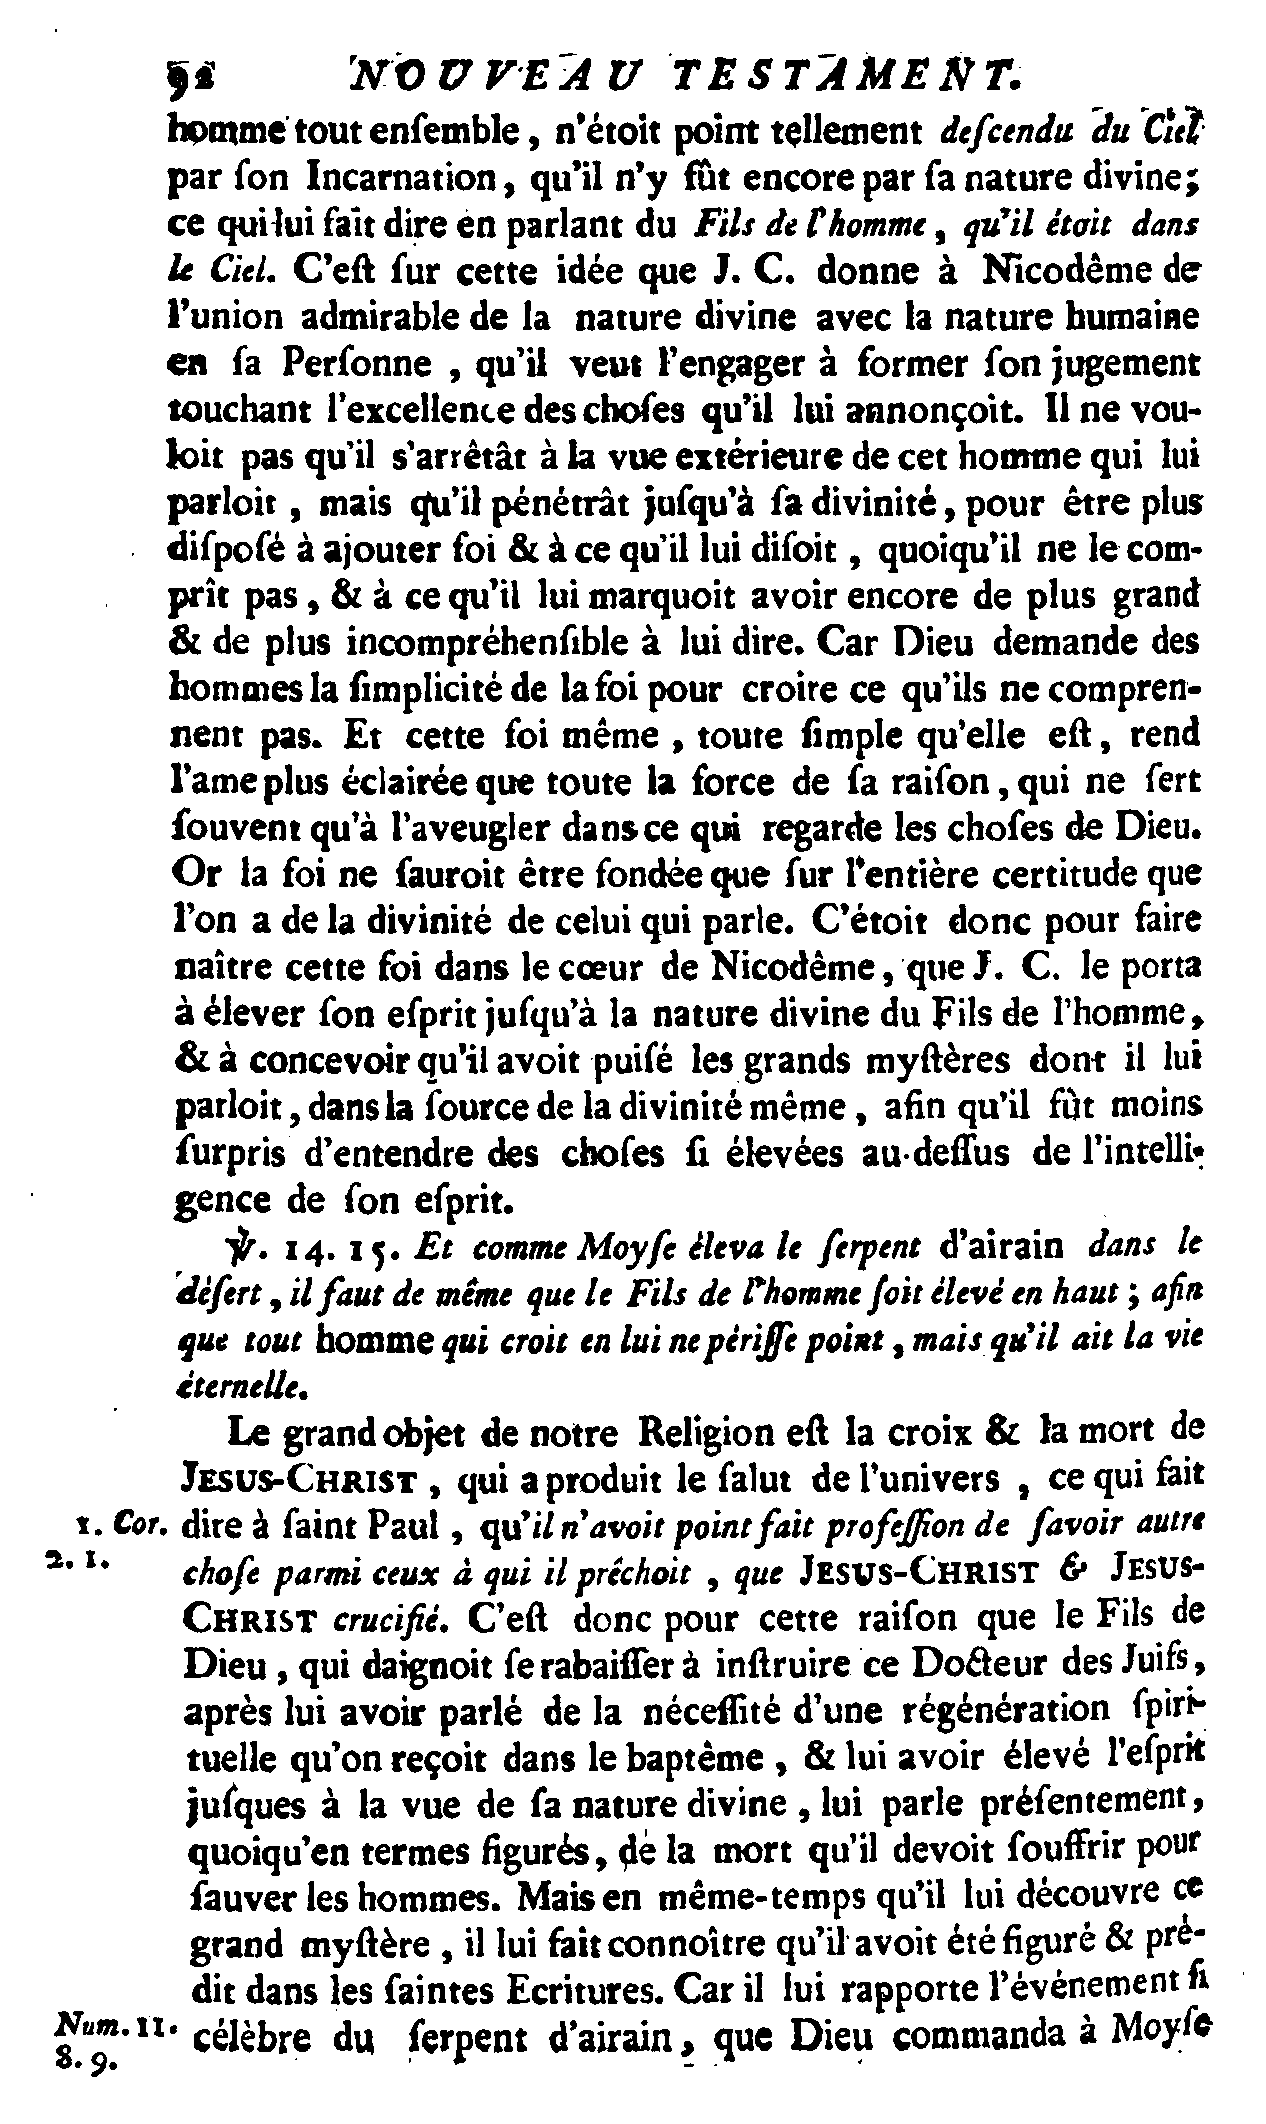 92 NOUVEAU TESTAMENT.
homme tout enſemble, n'étoit point tellement deſcendu du Ciel
par ſon Incarnation, qu'il n'y fût encore par ſa nature divine;
ce qui lui fait dire en parlant du Fils de l'homme, qu'il étoit dans
le Ciel. C'eſt ſur cette idée que J. C. donne à Nicodême de
l'union admirable de la nature divine avec la nature humaine
en ſa Perſonne, qu'il veut l'engager à former ſon jugement
touchant l'excellence des choſes qu'il lui annonçoit. Il ne vou-
loit pas qu'il s'arrêtât à la vue extérieure de cet homme qui lui
parloit, mais qu'il pénétrât juſqu'à ſa divinité, pour être plus
diſpoſé à ajouter foi & à ce qu'il lui diſoit, quoiqu'il ne le com-
prît pas, & à ce qu'il lui marquoit avoir encore de plus grand
& de plus incompréhenſible à lui dire. Car Dieu demande des
hommes la ſimplicité de la foi pour croire ce qu'ils ne compren-
nent pas. Et cette foi même, toute ſimple qu'elle eſt, rend
l'ame plus éclairée que toute la force de ſa raiſon, qui ne ſert
ſouvent qu'à l'aveugler dans ce qui regarde les choſes de Dieu.
Or la foi ne ſauroit être fondée que ſur l'entière certitude que
l'on a de la divinité de celui qui parle. C'étoit donc pour faire
naître cette foi dans le cœur de Nicodême, que J. C. le porta
à élever ſon eſprit juſqu'à la nature divine du Fils de l'homme,
& à concevoir qu'il avoit puiſé les grands myſtères dont il lui
parloit, dans la ſource de la divinité même, afin qu'il fût moins
ſurpris d'entendre des choſes ſi élevées au-deſſus de l'intelli-
gence de ſon eſprit.
℣. 14. 15. Et comme Moyſe éleva le ſerpent d'airain dans le
déſert, il faut de même que le Fils de l'homme ſoit élevé en haut; afin
que tout homme qui croit en lui ne périſſe point, mais qu'il ait la vie
éternelle.
Le grand objet de notre Religion eſt la croix & la mort de
JESUS-CHRIST, qui a produit le ſalut de l'univers, ce qui fait
1. Cor. dire à ſaint Paul, qu'il n'avoit point fait profeſſion de ſavoir autre
2. 1. choſe parmi ceux à qui il préchoit, que JESUS-CHRIST & JESUS-
CHRIST crucifié. C'eſt donc pour cette raiſon que le Fils de
Dieu, qui daignoit ſe rabaiſſer à inſtruire ce Docteur des Juifs,
après lui avoir parlé de la néceſſité d'une régénération ſpiri-
tuelle qu'on reçoit dans le baptême, & lui avoir élevé l'eſprit
juſques à la vue de ſa nature divine, lui parle préſentement,
quoiqu'en termes figurés, de la mort qu'il devoit ſouffrir pour
ſauver les hommes. Mais en même-temps qu'il lui découvre ce
grand myſtère, il lui fait connoître qu'il avoit été figuré & pré-
dit dans les ſaintes Ecritures. Car il lui rapporte l'événement ſi
Num. 11. célèbre du ſerpent d'airain, que Dieu commanda à Moyſe
8. 9.